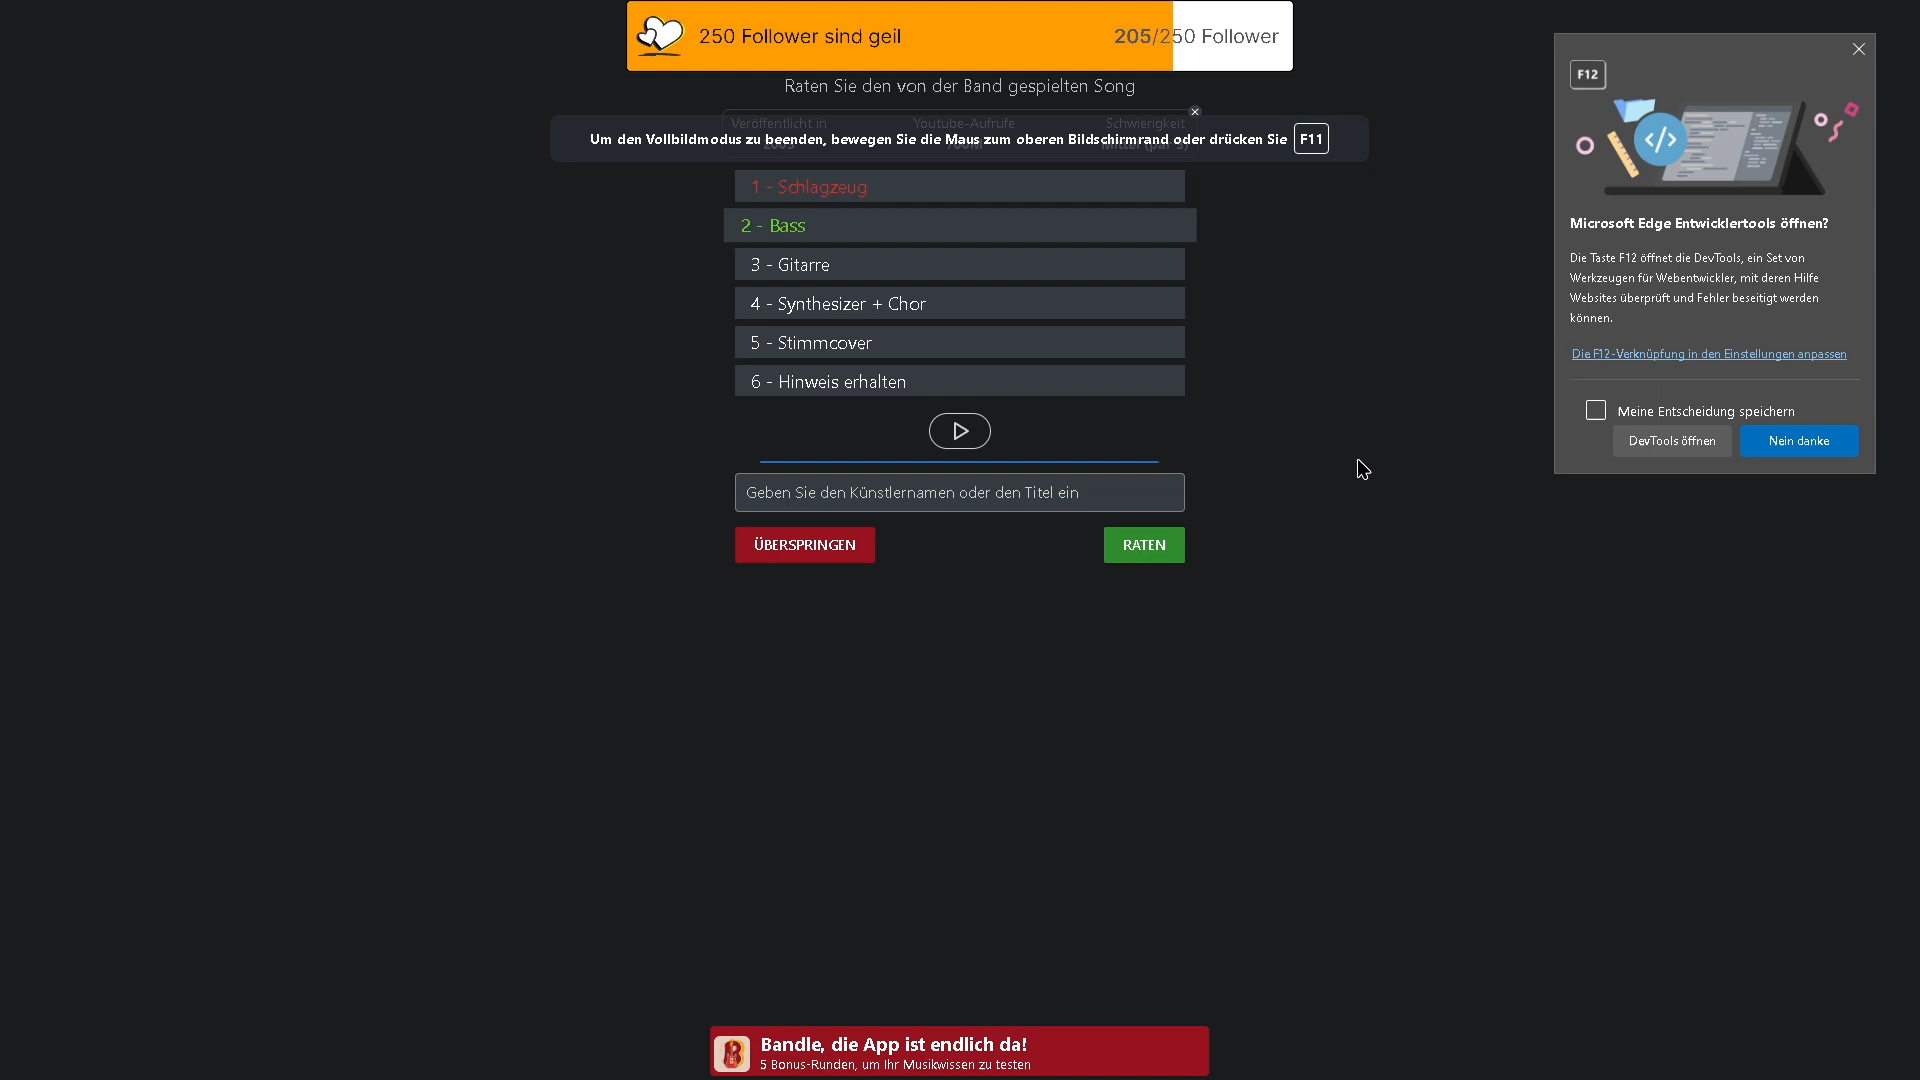 250 Follower sind geil
205/250 Follower
Raten Sie den von der Band gespielten Song
Veröffentlicht in
Youtube-Aufrufe
Schwierigkeit
Um den Vollbildmodus zu beenden, bewegen Sie die Maus zum oberen Bildschirmrand oder drücken Sie F11
1 - Schlagzeug
2 - Bass
3 - Gitarre
4 - Synthesizer + Chor
5 - Stimmcover
6 - Hinweis erhalten
Geben Sie den Künstlernamen oder den Titel ein
ÜBERSPRINGEN
RATEN
F12
Microsoft Edge Entwicklertools öffnen?
Die Taste F12 öffnet die DevTools, ein Set von
Werkzeugen für Webentwickler, mit deren Hilfe
Websites überprüft und Fehler beseitigt werden
können.
Die F12-Verknüpfung in den Einstellungen anpassen
Meine Entscheidung speichern
DevTools öffnen
Nein danke
Bandle, die App ist endlich da!
5 Bonus-Runden, um Ihr Musikwissen zu testen